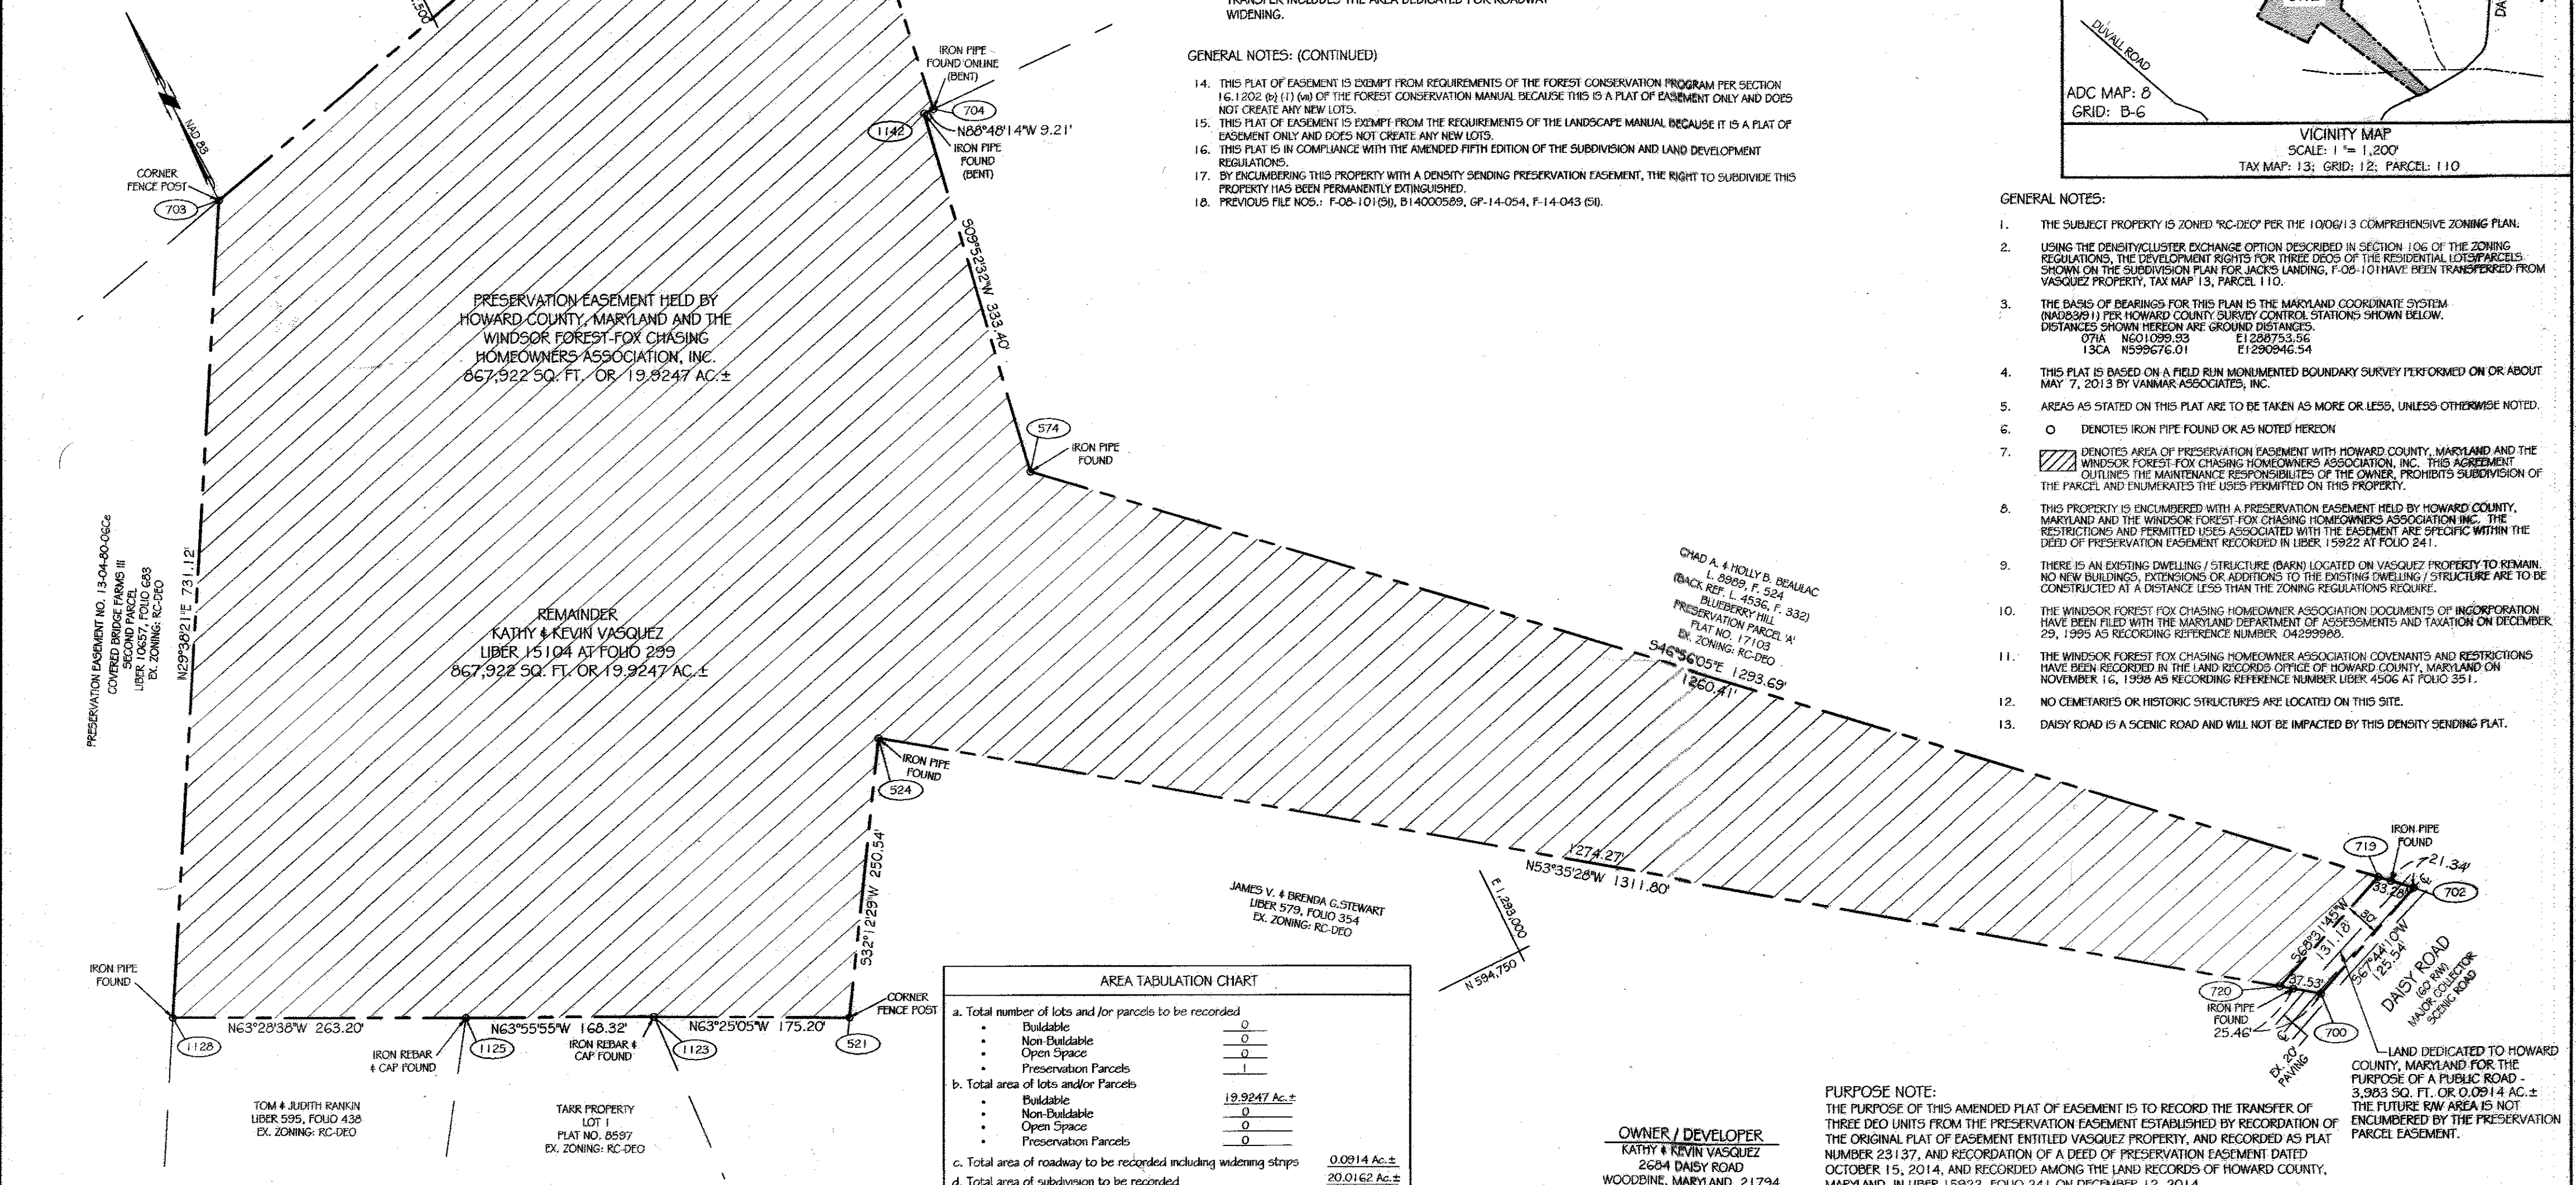 TRANSFER INCLUDES THE AREA DEDICATED FOR ROADWAY
WIDENING.
GENERAL NOTES: (CONTINUED)
14. THIS PLAT OF EASEMENT IS EXEMPT FROM REQUIREMENTS OF THE FOREST CONSERVATION PROGRAM PER SECTION
16.1202 (b) (1) (vii) OF THE FOREST CONSERVATION MANUAL BECAUSE THIS IS A PLAT OF EASEMENT ONLY AND DOES
NOT CREATE ANY NEW LOTS.
15. THIS PLAT OF EASEMENT IS EXEMPT FROM THE REQUIREMENTS OF THE LANDSCAPE MANUAL BECAUSE IT IS A PLAT OF
EASEMENT ONLY AND DOES NOT CREATE ANY NEW LOTS.
16. THIS PLAT IS IN COMPLIANCE WITH THE AMENDED FIFTH EDITION OF THE SUBDIVISION AND LAND DEVELOPMENT
REGULATIONS.
17. BY ENCUMBERING THIS PROPERTY WITH A DENSITY SENDING PRESERVATION EASEMENT, THE RIGHT TO SUBDIVIDE THIS
PROPERTY HAS BEEN PERMANENTLY EXTINGUISHED.
18. PREVIOUS FILE NOS.: F-08-101(SI), B14000589, GP-14-054, F-14-043 (SI).
DUVALL ROAD
ADC MAP: 8
GRID: B-6
VICINITY MAP
SCALE: 1"= 1,200'
TAX MAP: 13; GRID: 12; PARCEL: 110
GENERAL NOTES:
1. THE SUBJECT PROPERTY IS ZONED "RC-DEO" PER THE 10/06/13 COMPREHENSIVE ZONING PLAN.
2. USING THE DENSITY/CLUSTER EXCHANGE OPTION DESCRIBED IN SECTION 106 OF THE ZONING
REGULATIONS, THE DEVELOPMENT RIGHTS FOR THREE DEOS OF THE RESIDENTIAL LOTS/PARCELS
SHOWN ON THE SUBDIVISION PLAN FOR JACKS LANDING, F-08-101 HAVE BEEN TRANSFERRED FROM
VASQUEZ PROPERTY, TAX MAP 13, PARCEL 110.
3. THE BASIS OF BEARINGS FOR THIS PLAN IS THE MARYLAND COORDINATE SYSTEM
(NAD83/91) PER HOWARD COUNTY SURVEY CONTROL STATIONS SHOWN BELOW.
DISTANCES SHOWN HEREON ARE GROUND DISTANCES.
07IA N601099.93 E1288753.56
13CA N599676.01 E1290946.54
4. THIS PLAT IS BASED ON A FIELD RUN MONUMENTED BOUNDARY SURVEY PERFORMED ON OR ABOUT
MAY 7, 2013 BY VANMAR ASSOCIATES, INC.
5. AREAS AS STATED ON THIS PLAT ARE TO BE TAKEN AS MORE OR LESS, UNLESS OTHERWISE NOTED.
6. DENOTES IRON PIPE FOUND OR AS NOTED HEREON
7. DENOTES AREA OF PRESERVATION EASEMENT WITH HOWARD COUNTY, MARYLAND AND THE
WINDSOR FOREST-FOX CHASING HOMEOWNERS ASSOCIATION, INC. THIS AGREEMENT
OUTLINES THE MAINTENANCE RESPONSIBILITES OF THE OWNER, PROHIBITS SUBDIVISION OF
THE PARCEL AND ENUMERATES THE USES PERMITTED ON THIS PROPERTY.
8. THIS PROPERTY IS ENCUMBERED WITH A PRESERVATION EASEMENT HELD BY HOWARD COUNTY,
MARYLAND AND THE WINDSOR FOREST-FOX CHASING HOMEOWNERS ASSOCIATION INC. THE
RESTRICTIONS AND PERMITTED USES ASSOCIATED WITH THE EASEMENT ARE SPECIFIC WITHIN THE
DEED OF PRESERVATION EASEMENT RECORDED IN LIBER 15922 AT FOLIO 241.
9. THERE IS AN EXISTING DWELLING / STRUCTURE (BARN) LOCATED ON VASQUEZ PROPERTY TO REMAIN.
NO NEW BUILDINGS, EXTENSIONS OR ADDITIONS TO THE EXISTING DWELLING / STRUCTURE ARE TO BE
CONSTRUCTED AT A DISTANCE LESS THAN THE ZONING REGULATIONS REQUIRE.
10. THE WINDSOR FOREST FOX CHASING HOMEOWNER ASSOCIATION DOCUMENTS OF INCORPORATION
HAVE BEEN FILED WITH THE MARYLAND DEPARTMENT OF ASSESSMENTS AND TAXATION ON DECEMBER
29, 1995 AS RECORDING REFERENCE NUMBER 04299988.
11. THE WINDSOR FOREST FOX CHASING HOMEOWNER ASSOCIATION COVENANTS AND RESTRICTIONS
HAVE BEEN RECORDED IN THE LAND RECORDS OFFICE OF HOWARD COUNTY, MARYLAND ON
NOVEMBER 16, 1998 AS RECORDING REFERENCE NUMBER LIBER 4506 AT FOLIO 351.
12. NO CEMETARIES OR HISTORIC STRUCTURES ARE LOCATED ON THIS SITE.
13. DAISY ROAD IS A SCENIC ROAD AND WILL NOT BE IMPACTED BY THIS DENSITY SENDING PLAT.
NAD 83
CORNER
FENCE POST
703
IRON PIPE
FOUND ONLINE
(BENT)
704
1142
N88°48'14"W 9.21'
IRON PIPE
FOUND
(BENT)
S09°52'32"W 333.40'
574
IRON PIPE
FOUND
PRESERVATION EASEMENT HELD BY
HOWARD COUNTY, MARYLAND AND THE
WINDSOR FOREST-FOX CHASING
HOMEOWNERS ASSOCIATION, INC.
867,922 SQ. FT. OR 19.9247 AC.±
REMAINDER
KATHY & KEVIN VASQUEZ
LIBER 15104 AT FOLIO 299
867,922 SQ. FT. OR 19.9247 AC.±
PRESERVATION EASEMENT NO. 13-04-80-06Ce
COVERED BRIDGE FARMS III
SECOND PARCEL
LIBER 10657, FOLIO 683
EX. ZONING: RC-DEO
N29°38'21"E 731.12'
CHAD A. & HOLLY B. BEAULAC
L. 8989, F. 524
(BACK REF. L. 4536, F. 332)
BLUEBERRY HILL
PRESERVATION PARCEL 'A'
PLAT NO. 17103
EX. ZONING: RC-DEO
S46°56'05"E 1293.69'
1260.41'
IRON PIPE
FOUND
524
S32°12'29"W 250.54'
1274.27'
N53°35'28"W 1311.80'
JAMES V. & BRENDA G. STEWART
LIBER 579, FOLIO 354
EX. ZONING: RC-DEO
E 1,293,000
N 594,750
IRON PIPE
FOUND
719
21.34'
33.28'
702
S68°31'45"W
131.18'
30'
S67°44'10"W
125.54'
DAISY ROAD
(60' R/W)
MAJOR COLLECTOR
SCENIC ROAD
37.53'
720
IRON PIPE
FOUND
25.46'
700
EX. 20'
PAVING
LAND DEDICATED TO HOWARD
COUNTY, MARYLAND FOR THE
PURPOSE OF A PUBLIC ROAD -
3,983 SQ. FT. OR 0.0914 AC.±
THE FUTURE R/W AREA IS NOT
ENCUMBERED BY THE PRESERVATION
PARCEL EASEMENT.
IRON PIPE
FOUND
1128
N63°28'38"W 263.20'
IRON REBAR
& CAP FOUND
1125
N63°55'55"W 168.32'
IRON REBAR &
CAP FOUND
1123
N63°25'05"W 175.20'
CORNER
FENCE POST
521
TOM & JUDITH RANKIN
LIBER 595, FOLIO 438
EX. ZONING: RC-DEO
TARR PROPERTY
LOT 1
PLAT NO. 8597
EX. ZONING: RC-DEO
AREA TABULATION CHART
a. Total number of lots and /or parcels to be recorded
• Buildable 0
• Non-Buildable 0
• Open Space 0
• Preservation Parcels 1
b. Total area of lots and/or Parcels
• Buildable 19.9247 Ac.±
• Non-Buildable 0
• Open Space 0
• Preservation Parcels 0
c. Total area of roadway to be recorded including widening strips 0.0914 Ac.±
d. Total area of subdivision to be recorded 20.0162 Ac.±
OWNER / DEVELOPER
KATHY & KEVIN VASQUEZ
2684 DAISY ROAD
WOODBINE, MARYLAND 21794
PURPOSE NOTE:
THE PURPOSE OF THIS AMENDED PLAT OF EASEMENT IS TO RECORD THE TRANSFER OF
THREE DEO UNITS FROM THE PRESERVATION EASEMENT ESTABLISHED BY RECORDATION OF
THE ORIGINAL PLAT OF EASEMENT ENTITLED VASQUEZ PROPERTY, AND RECORDED AS PLAT
NUMBER 23137, AND RECORDATION OF A DEED OF PRESERVATION EASEMENT DATED
OCTOBER 15, 2014, AND RECORDED AMONG THE LAND RECORDS OF HOWARD COUNTY,
MARYLAND, IN LIBER 15922, FOLIO 241 ON DECEMBER 12, 2014.